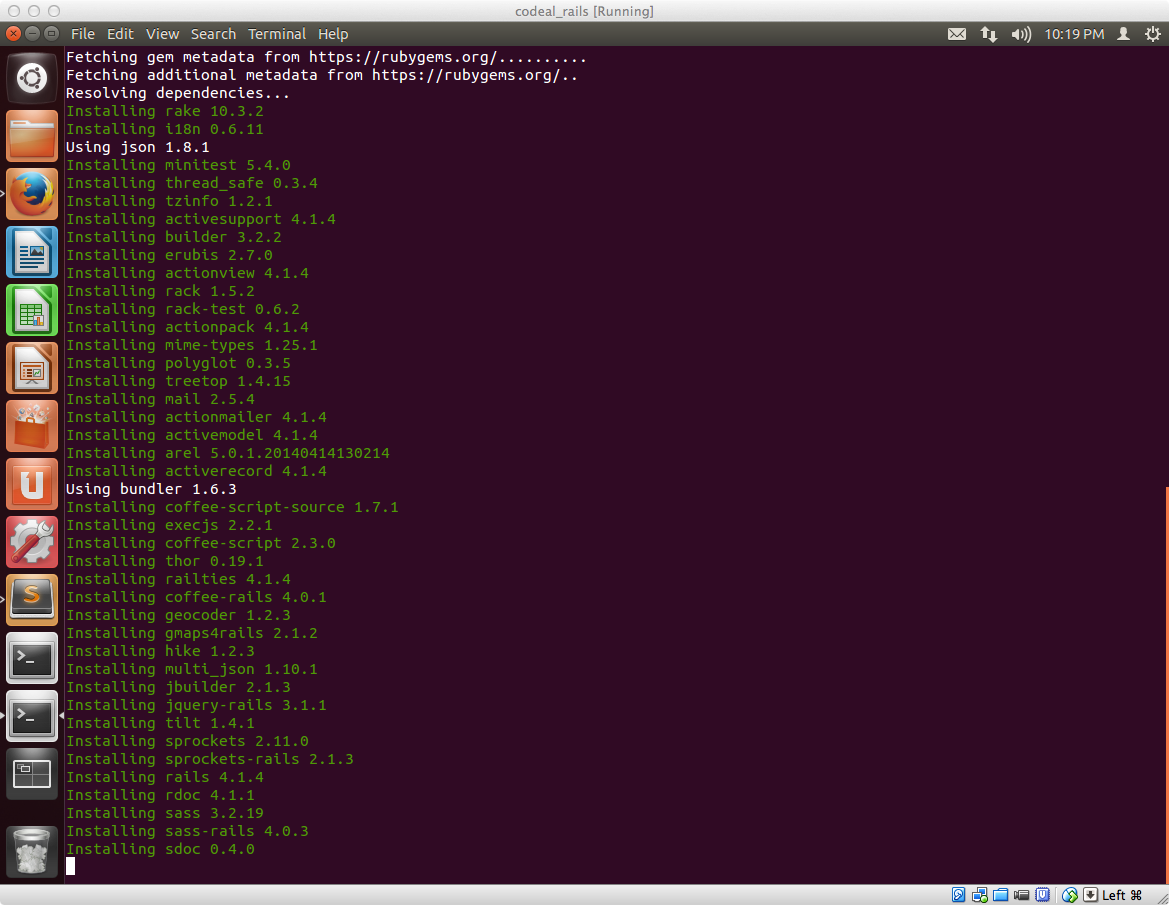 codeal_rails [Running]
File Edit View Search Terminal Help
10:19 PM
Fetching gem metadata from https://rubygems.org/..........
Fetching additional metadata from https://rubygems.org/..
Resolving dependencies...
Installing rake 10.3.2
Installing i18n 0.6.11
Using json 1.8.1
Installing minitest 5.4.0
Installing thread_safe 0.3.4
Installing tzinfo 1.2.1
Installing activesupport 4.1.4
Installing builder 3.2.2
Installing erubis 2.7.0
Installing actionview 4.1.4
Installing rack 1.5.2
Installing rack-test 0.6.2
Installing actionpack 4.1.4
Installing mime-types 1.25.1
Installing polyglot 0.3.5
Installing treetop 1.4.15
Installing mail 2.5.4
Installing actionmailer 4.1.4
Installing activemodel 4.1.4
Installing arel 5.0.1.20140414130214
Installing activerecord 4.1.4
Using bundler 1.6.3
Installing coffee-script-source 1.7.1
Installing execjs 2.2.1
Installing coffee-script 2.3.0
Installing thor 0.19.1
Installing railties 4.1.4
Installing coffee-rails 4.0.1
Installing geocoder 1.2.3
Installing gmaps4rails 2.1.2
Installing hike 1.2.3
Installing multi_json 1.10.1
Installing jbuilder 2.1.3
Installing jquery-rails 3.1.1
Installing tilt 1.4.1
Installing sprockets 2.11.0
Installing sprockets-rails 2.1.3
Installing rails 4.1.4
Installing rdoc 4.1.1
Installing sass 3.2.19
Installing sass-rails 4.0.3
Installing sdoc 0.4.0
Left ⌘